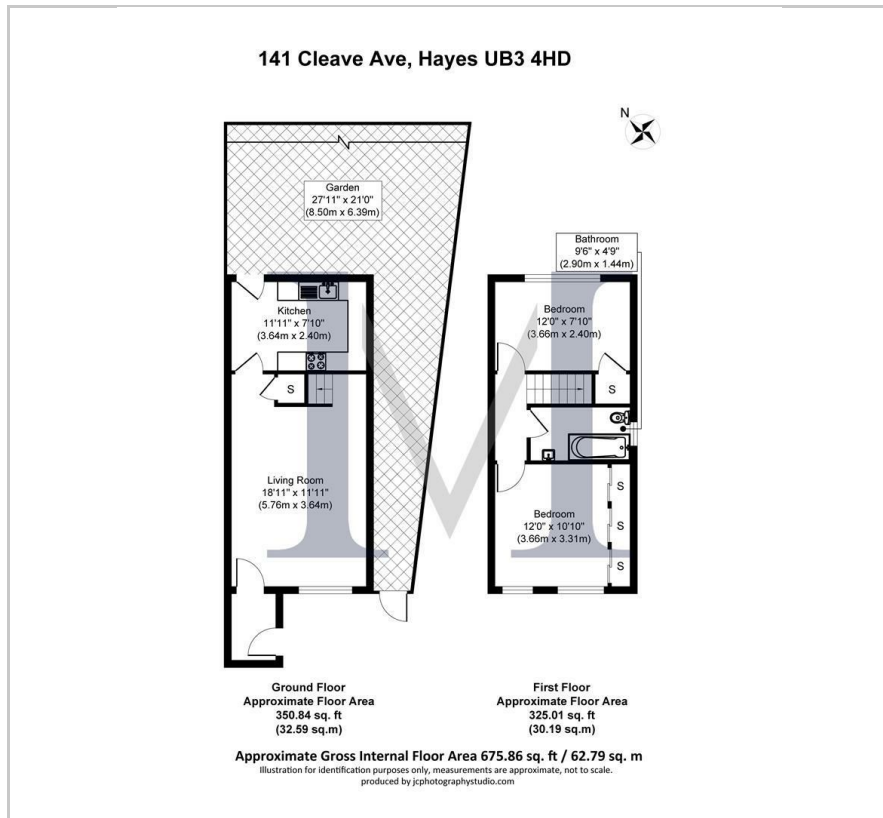 141 Cleave Ave, Hayes UB3 4HD
N
Garden
27'11" x 21'0"
(8.50m x 6.39m)
Bathroom
9'6" x 4'9"
(2.90m x 1.44m)
Kitchen
11'11" x 7'10"
(3.64m x 2.40m)
Bedroom
12'0" x 7'10"
(3.66m x 2.40m)
S
S
Living Room
18'11" x 11'11"
(5.76m x 3.64m)
Bedroom
12'0" x 10'10"
(3.66m x 3.31m)
S
S
S
Ground Floor
Approximate Floor Area
350.84 sq. ft
(32.59 sq.m)
First Floor
Approximate Floor Area
325.01 sq. ft
(30.19 sq.m)
Approximate Gross Internal Floor Area 675.86 sq. ft / 62.79 sq. m
Illustration for identification purposes only, measurements are approximate, not to scale.
produced by jcphotographystudio.com